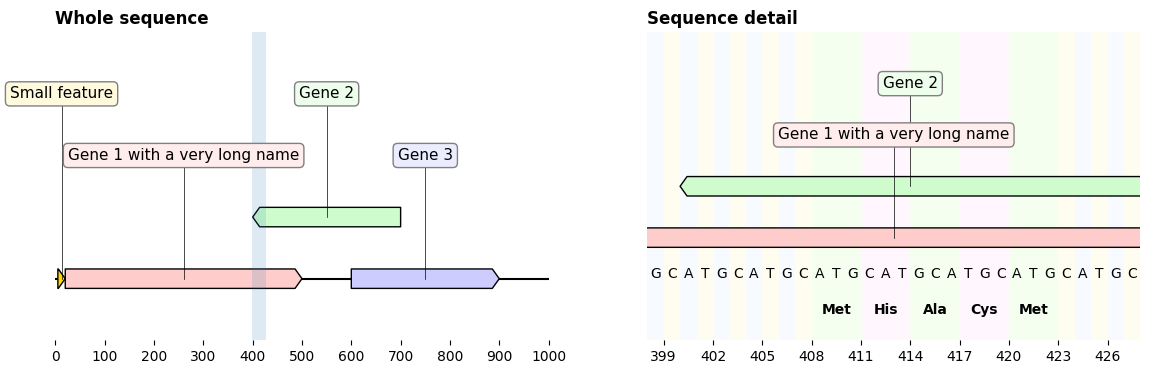 Whole sequence
Small feature
Gene 2
Gene 1 with a very long name
Gene 3
0 100 200 300 400 500 600 700 800 900 1000
Sequence detail
Gene 2
Gene 1 with a very long name
G C A T G C A T G C A T G C A T G C A T G C A T G C A T G C
Met His Ala Cys Met
399 402 405 408 411 414 417 420 423 426